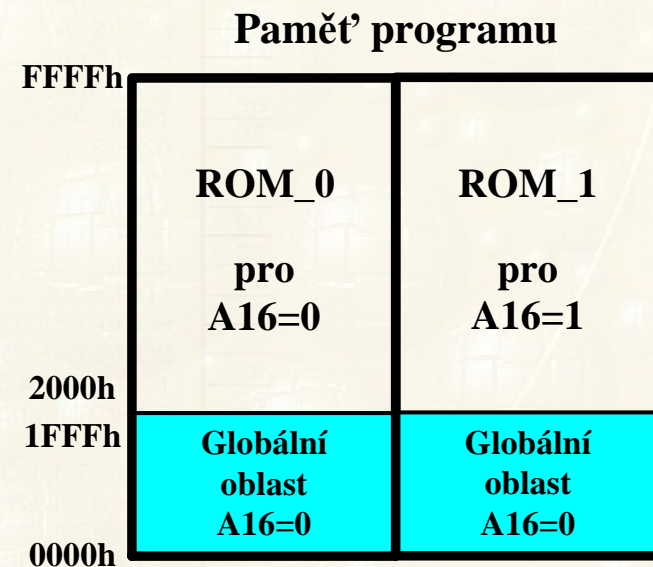 Paměť programu
FFFFh
ROM_0
pro
A16=0
ROM_1
pro
A16=1
2000h
1FFFh
Globální
oblast
A16=0
Globální
oblast
A16=0
0000h